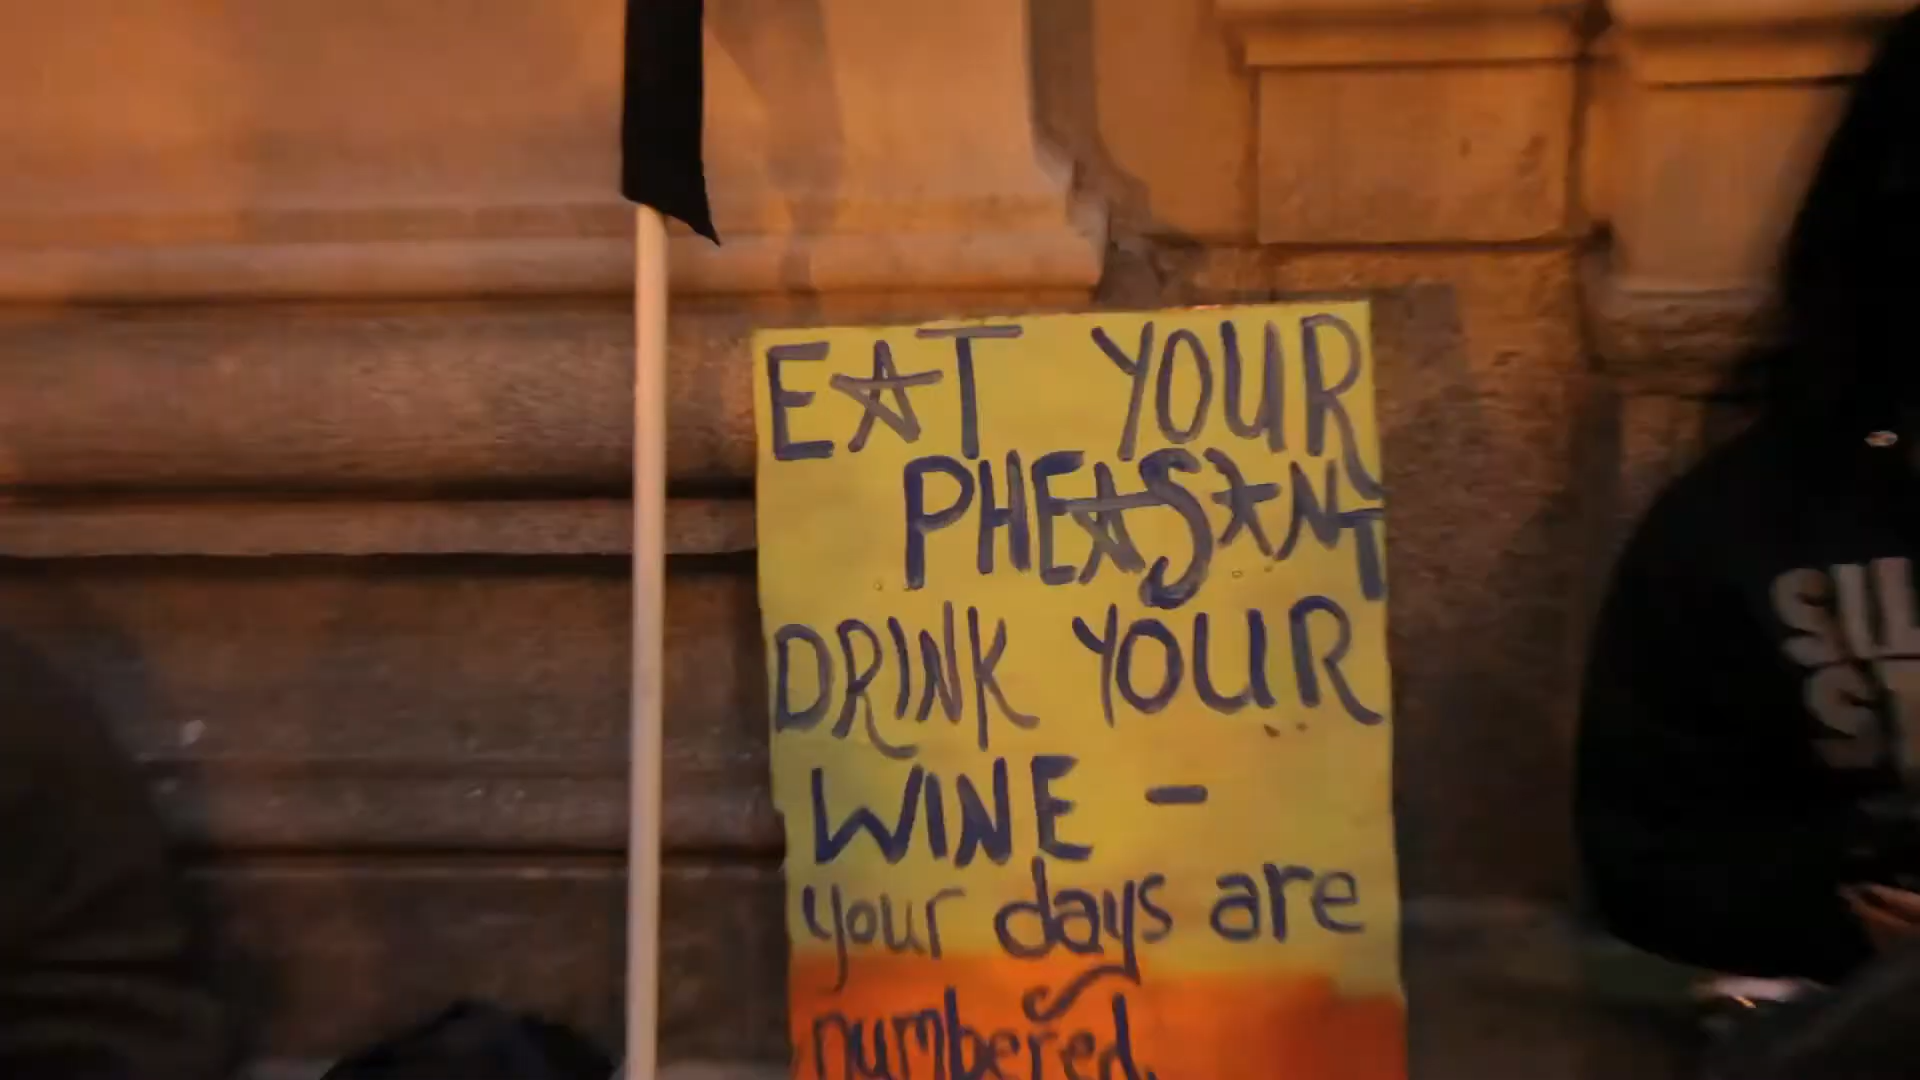 EAT YOUR
PHEASANT
DRINK YOUR
WINE -
your days are
numbered.